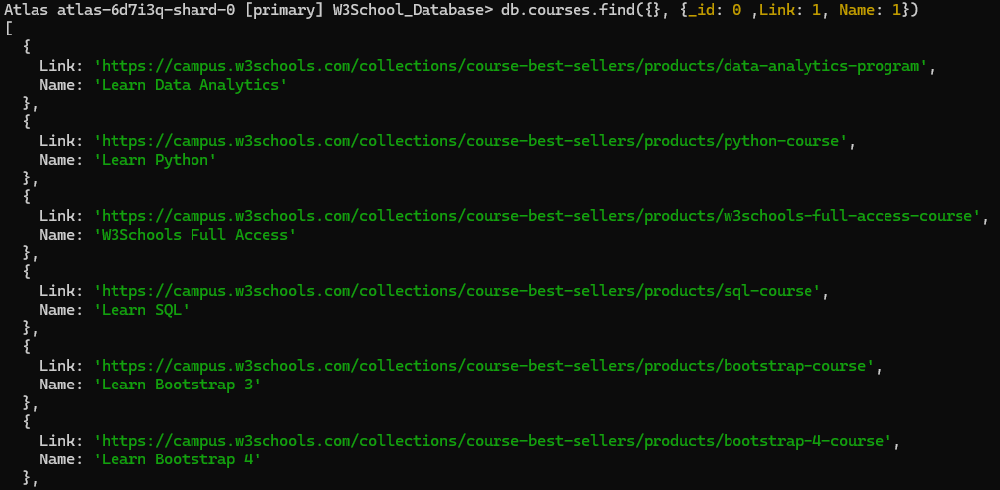 Atlas atlas-6d7i3q-shard-0 [primary] W3School_Database> db.courses.find({}, {_id: 0 ,Link: 1, Name: 1})
[
  {
    Link: 'https://campus.w3schools.com/collections/course-best-sellers/products/data-analytics-program',
    Name: 'Learn Data Analytics'
  },
  {
    Link: 'https://campus.w3schools.com/collections/course-best-sellers/products/python-course',
    Name: 'Learn Python'
  },
  {
    Link: 'https://campus.w3schools.com/collections/course-best-sellers/products/w3schools-full-access-course',
    Name: 'W3Schools Full Access'
  },
  {
    Link: 'https://campus.w3schools.com/collections/course-best-sellers/products/sql-course',
    Name: 'Learn SQL'
  },
  {
    Link: 'https://campus.w3schools.com/collections/course-best-sellers/products/bootstrap-course',
    Name: 'Learn Bootstrap 3'
  },
  {
    Link: 'https://campus.w3schools.com/collections/course-best-sellers/products/bootstrap-4-course',
    Name: 'Learn Bootstrap 4'
  },